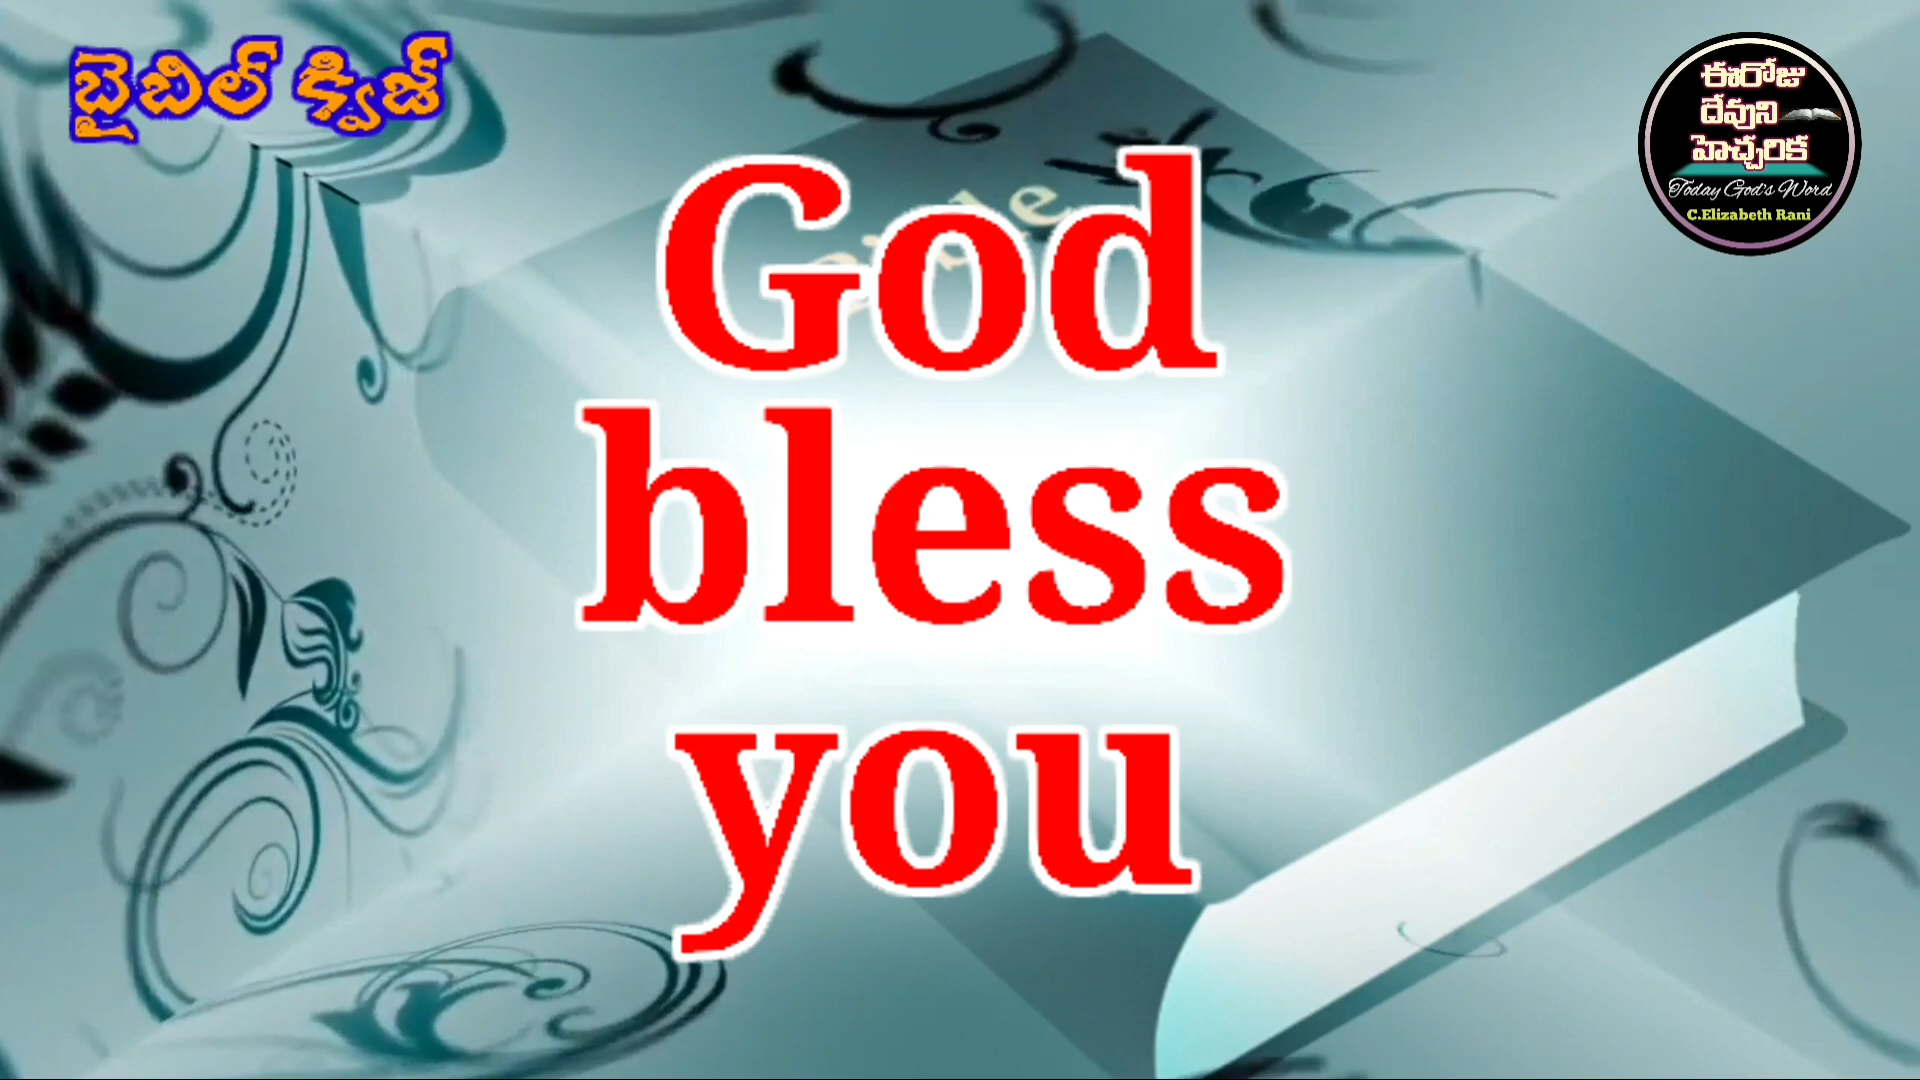 బైబిల్ క్విజ్
ఈరోజు
దేవుని
హెచ్చరిక
Today God's Word
C.Elizabeth Rani
God
bless
you